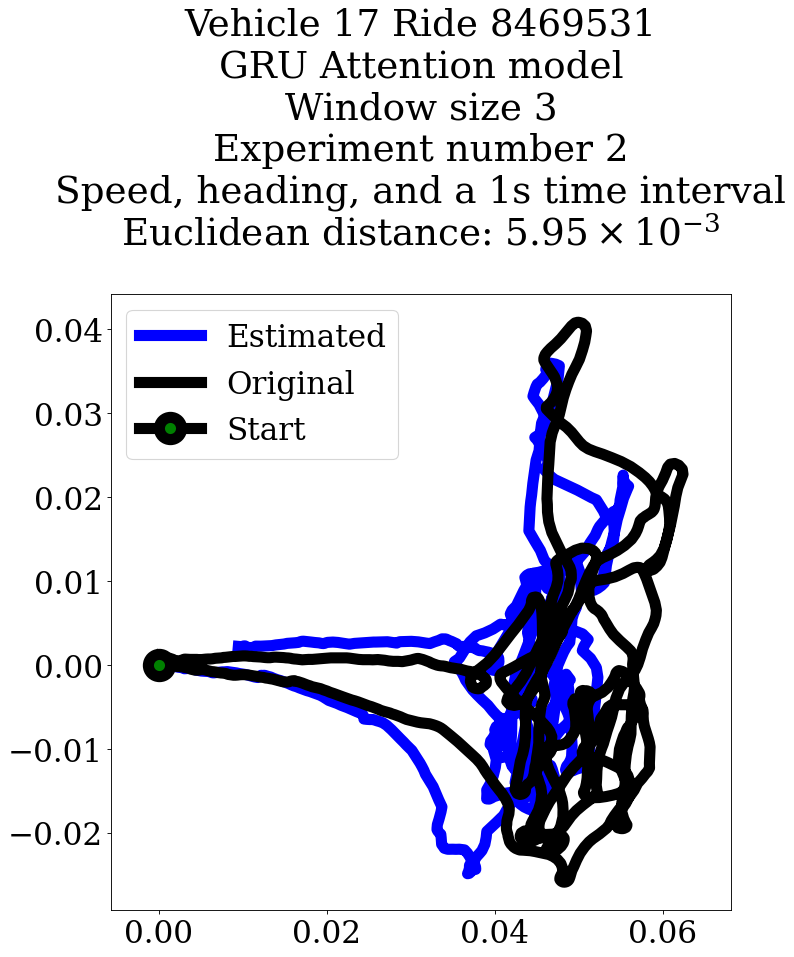 Vehicle 17 Ride 8469531
GRU Attention model
Window size 3
Experiment number 2
Speed, heading, and a 1s time interval
Euclidean distance: 5.95 × 10⁻³
Estimated
Original
Start
0.04
0.03
0.02
0.01
0.00
−0.01
−0.02
0.00 0.02 0.04 0.06